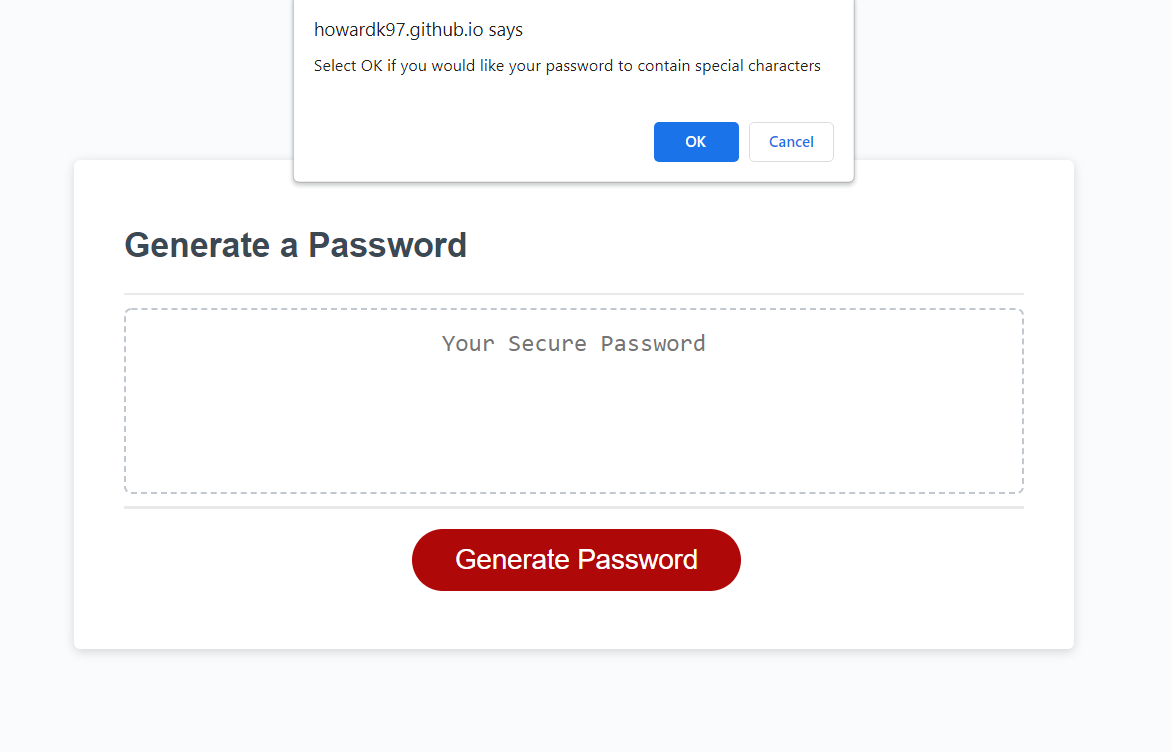 howardk97.github.io says
Select OK if you would like your password to contain special characters
OK
Cancel
Generate a Password
Your Secure Password
Generate Password